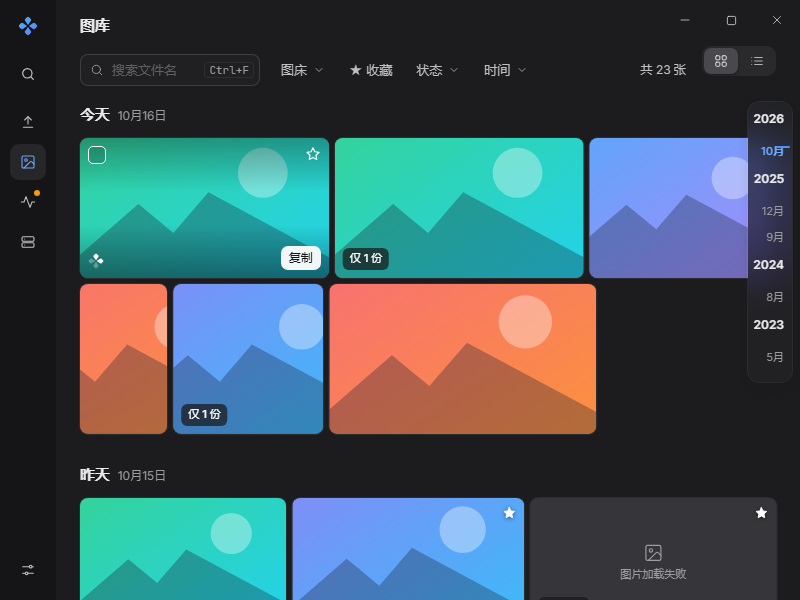 图库
搜索文件名 Ctrl+F 图床 ★ 收藏 状态 时间 共 23 张
今天 10月16日
复制
仅 1 份
仅 1 份
昨天 10月15日
图片加载失败
2026
10月
2025
12月
9月
2024
8月
2023
5月